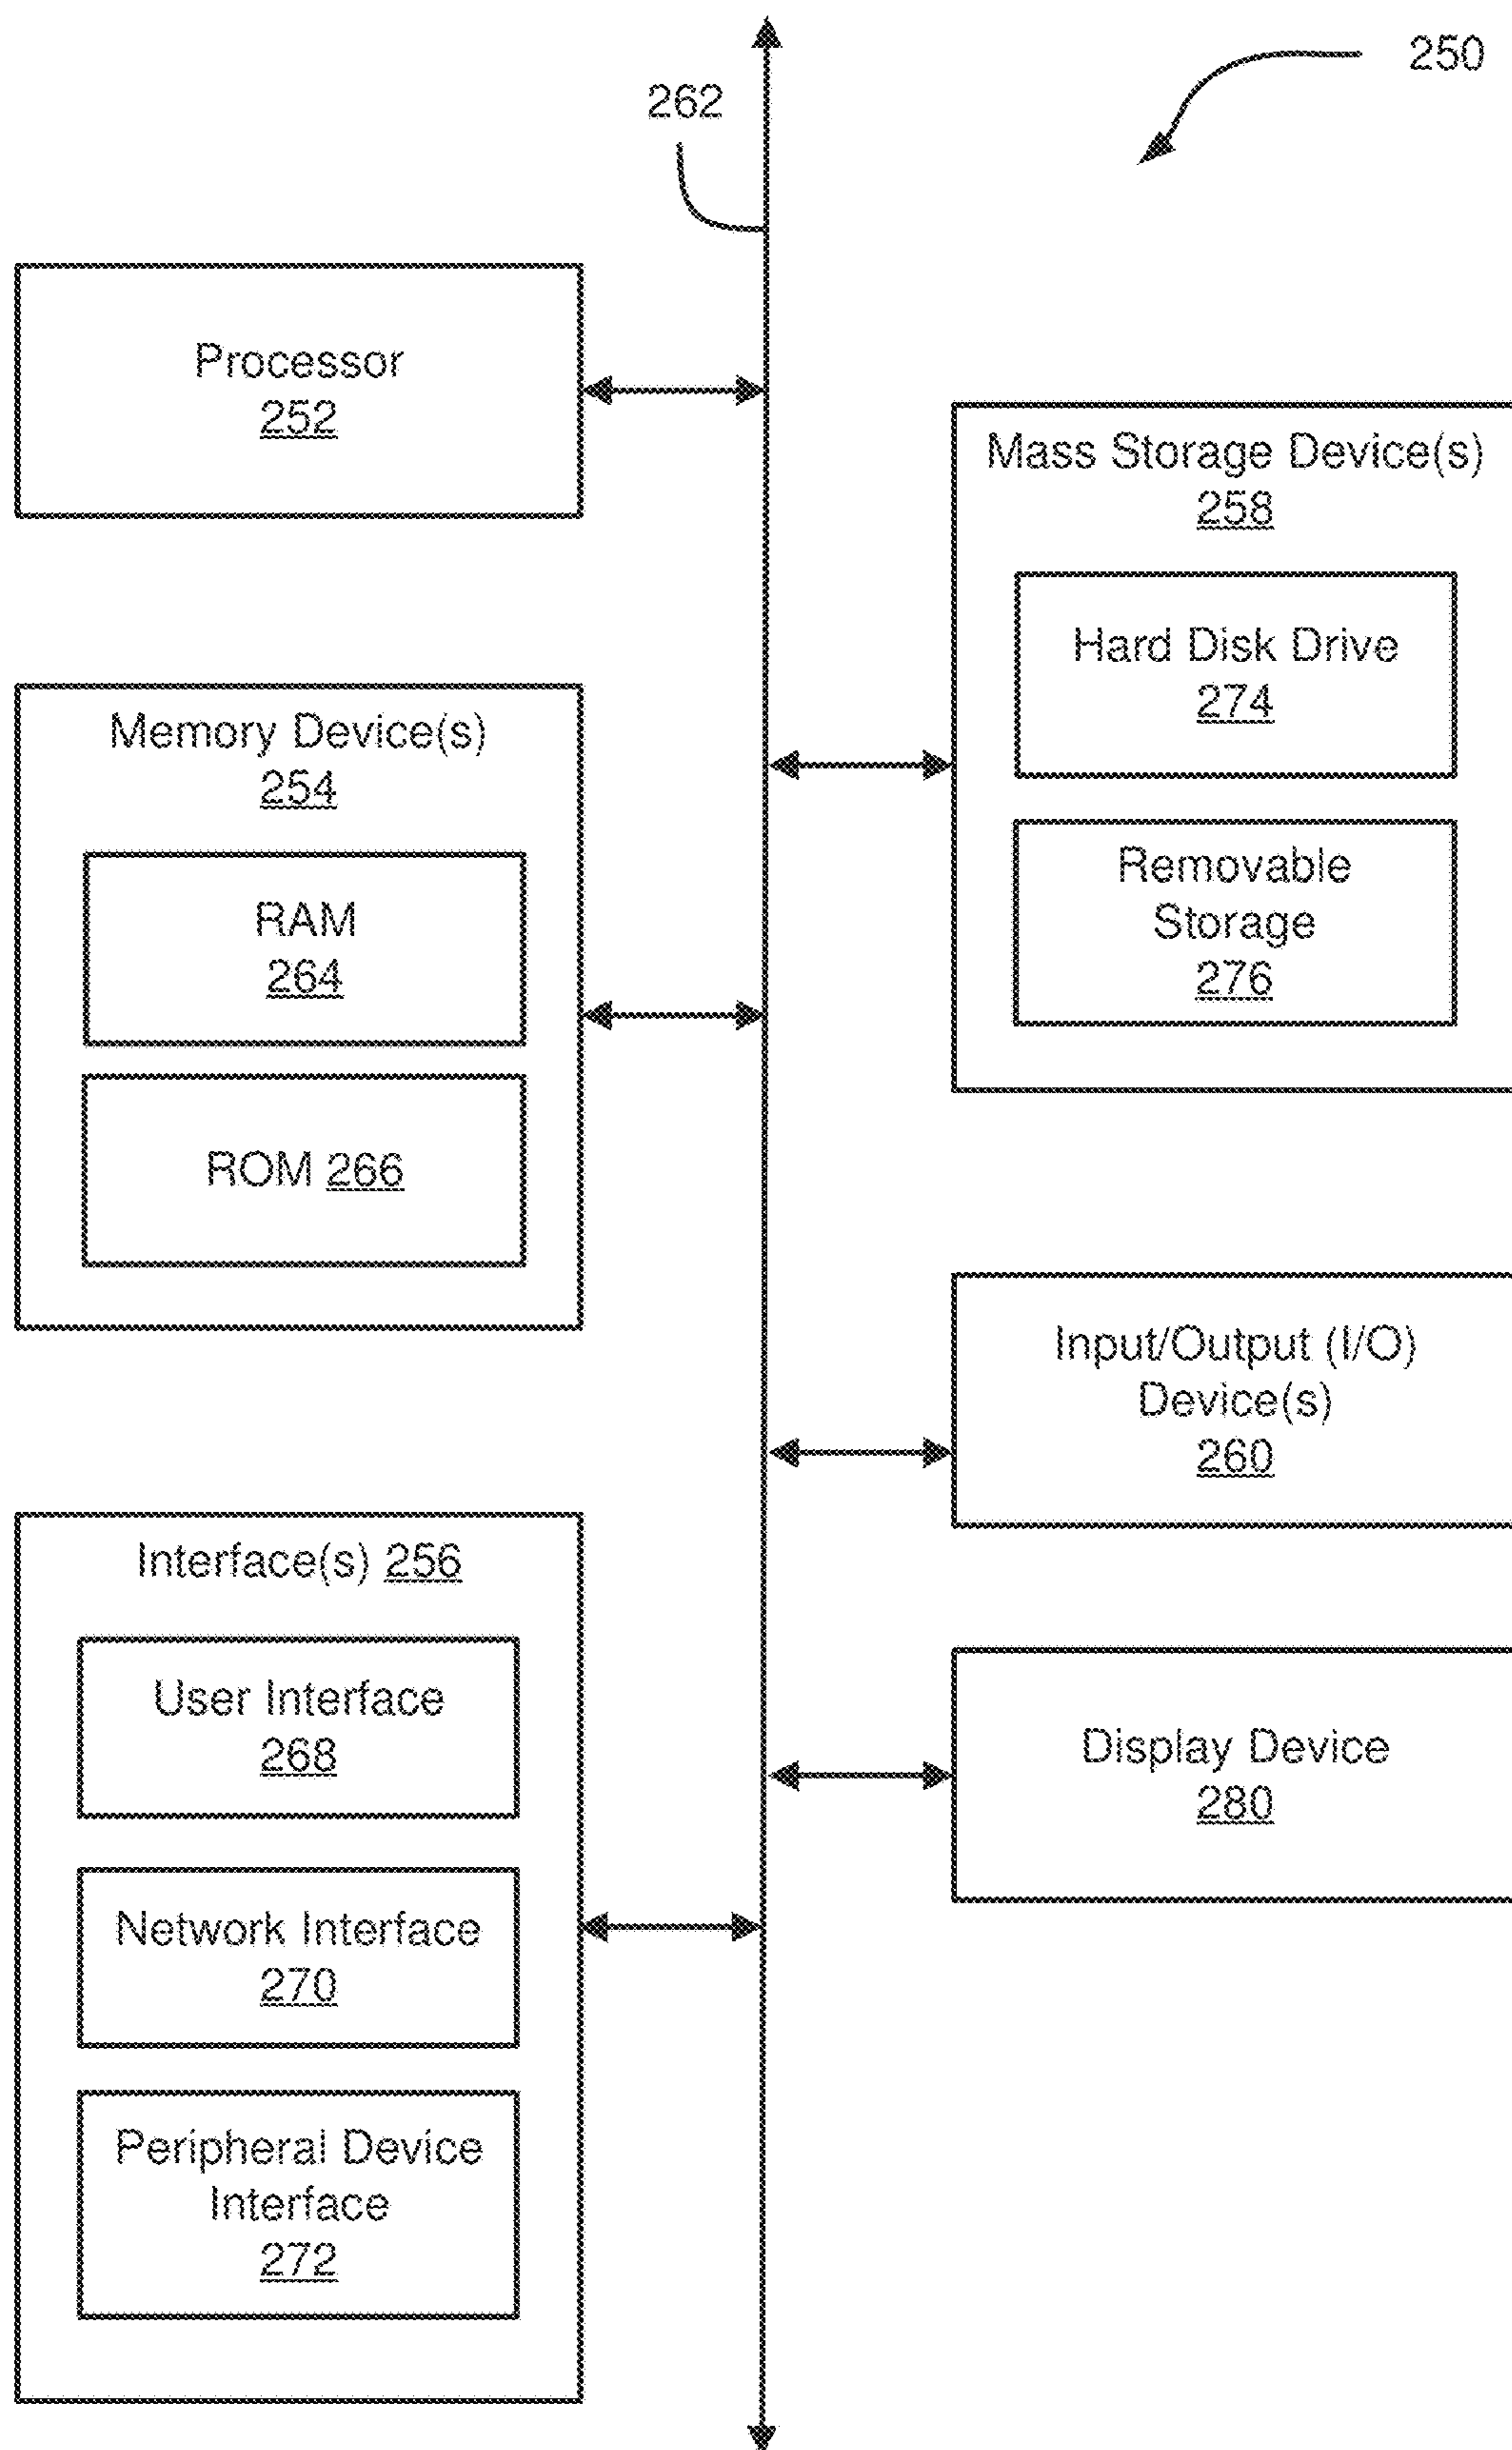 250
262
Processor
252
Mass Storage Device(s)
258
Hard Disk Drive
274
Removable
Storage
276
Memory Device(s)
254
RAM
264
ROM 266
Input/Output (I/O)
Device(s)
260
Interface(s) 256
User Interface
268
Network Interface
270
Peripheral Device
Interface
272
Display Device
280